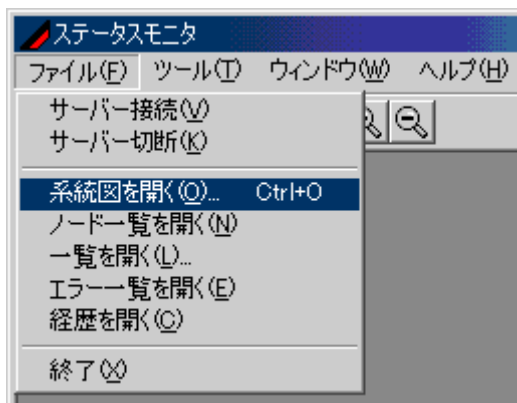 ステータスモニタ
ファイル(F) ツール(T) ウィンドウ(W) ヘルプ(H)
サーバー接続(V)
サーバー切断(K)
系統図を開く(O)... Ctrl+O
ノード一覧を開く(N)
一覧を開く(L)...
エラー一覧を開く(E)
経歴を開く(C)
終了(X)